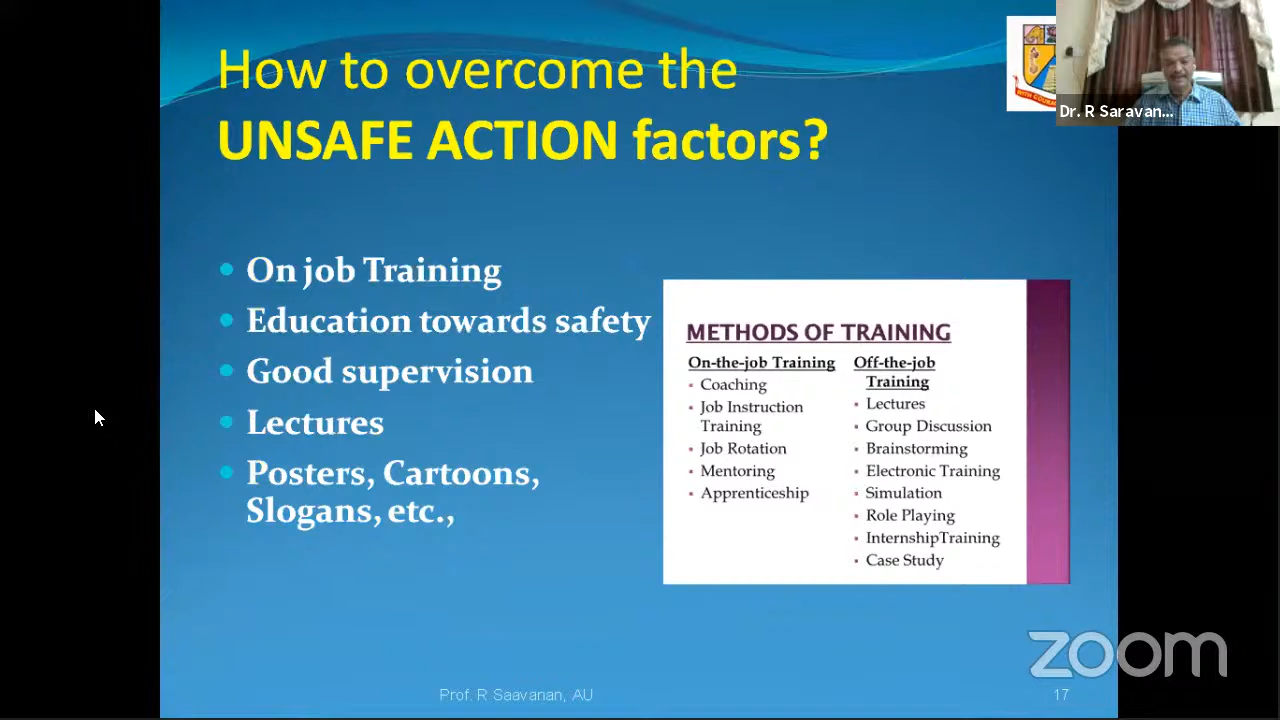 How to overcome the
UNSAFE ACTION factors?
Dr. R Saravan...
On job Training
Education towards safety
Good supervision
Lectures
Posters, Cartoons,
Slogans, etc.,
METHODS OF TRAINING
On-the-job Training
Coaching
Job Instruction
Training
Job Rotation
Mentoring
Apprenticeship
Off-the-job
Training
Lectures
Group Discussion
Brainstorming
Electronic Training
Simulation
Role Playing
InternshipTraining
Case Study
zoom
Prof. R Saavanan, AU
17